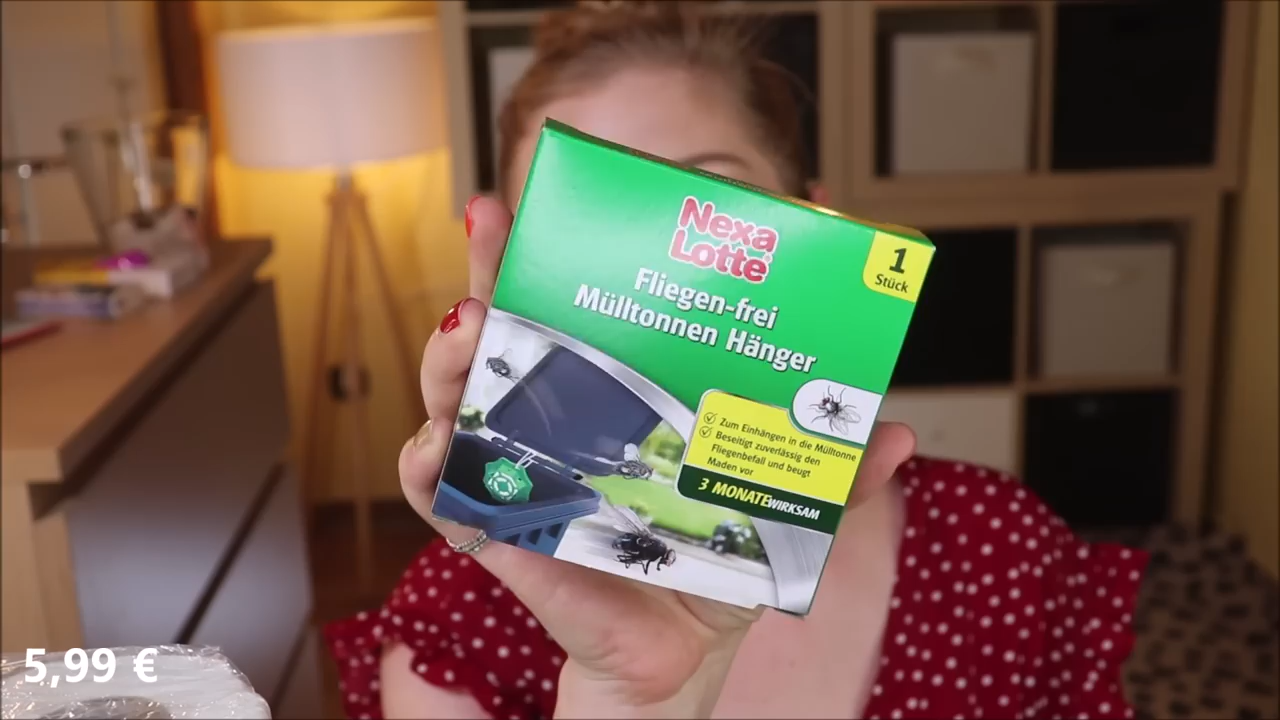 Nexa
Lotte
1
Stück
Fliegen-frei
Mülltonnen Hänger
Zum Einhängen in die Mülltonne
Beseitigt zuverlässig den
Fliegenbefall und beugt
Maden vor
3 MONATE WIRKSAM
5,99 €